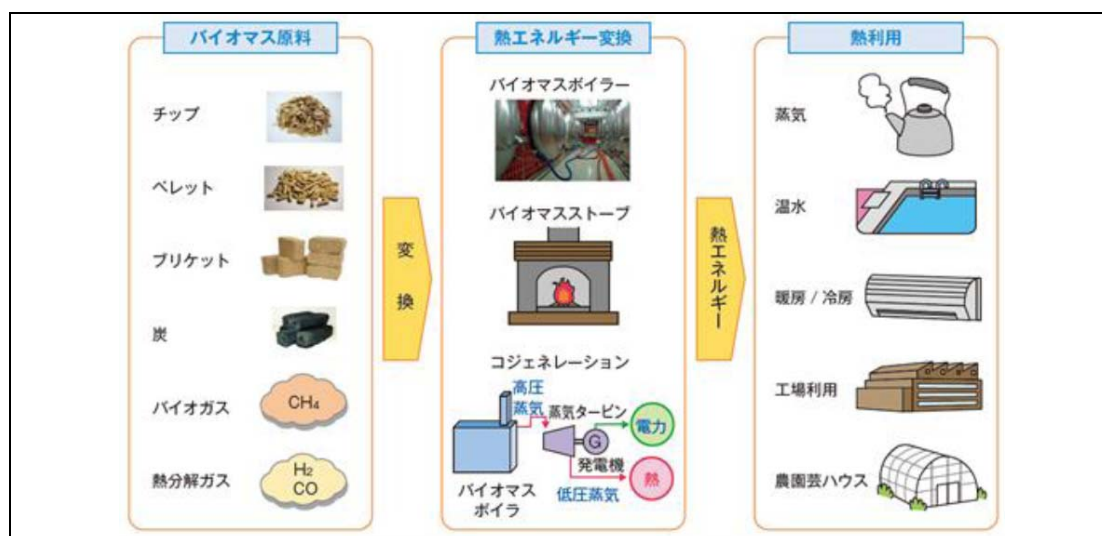 バイオマス原料
チップ
ペレット
ブリケット
炭
バイオガス
CH₄
熱分解ガス
H₂
CO
変
換
熱エネルギー変換
バイオマスボイラー
バイオマスストーブ
コジェネレーション
高圧
蒸気
蒸気タービン
G
電力
発電機
熱
低圧蒸気
バイオマス
ボイラ
熱エネルギー
熱利用
蒸気
温水
暖房 / 冷房
工場利用
農園芸ハウス